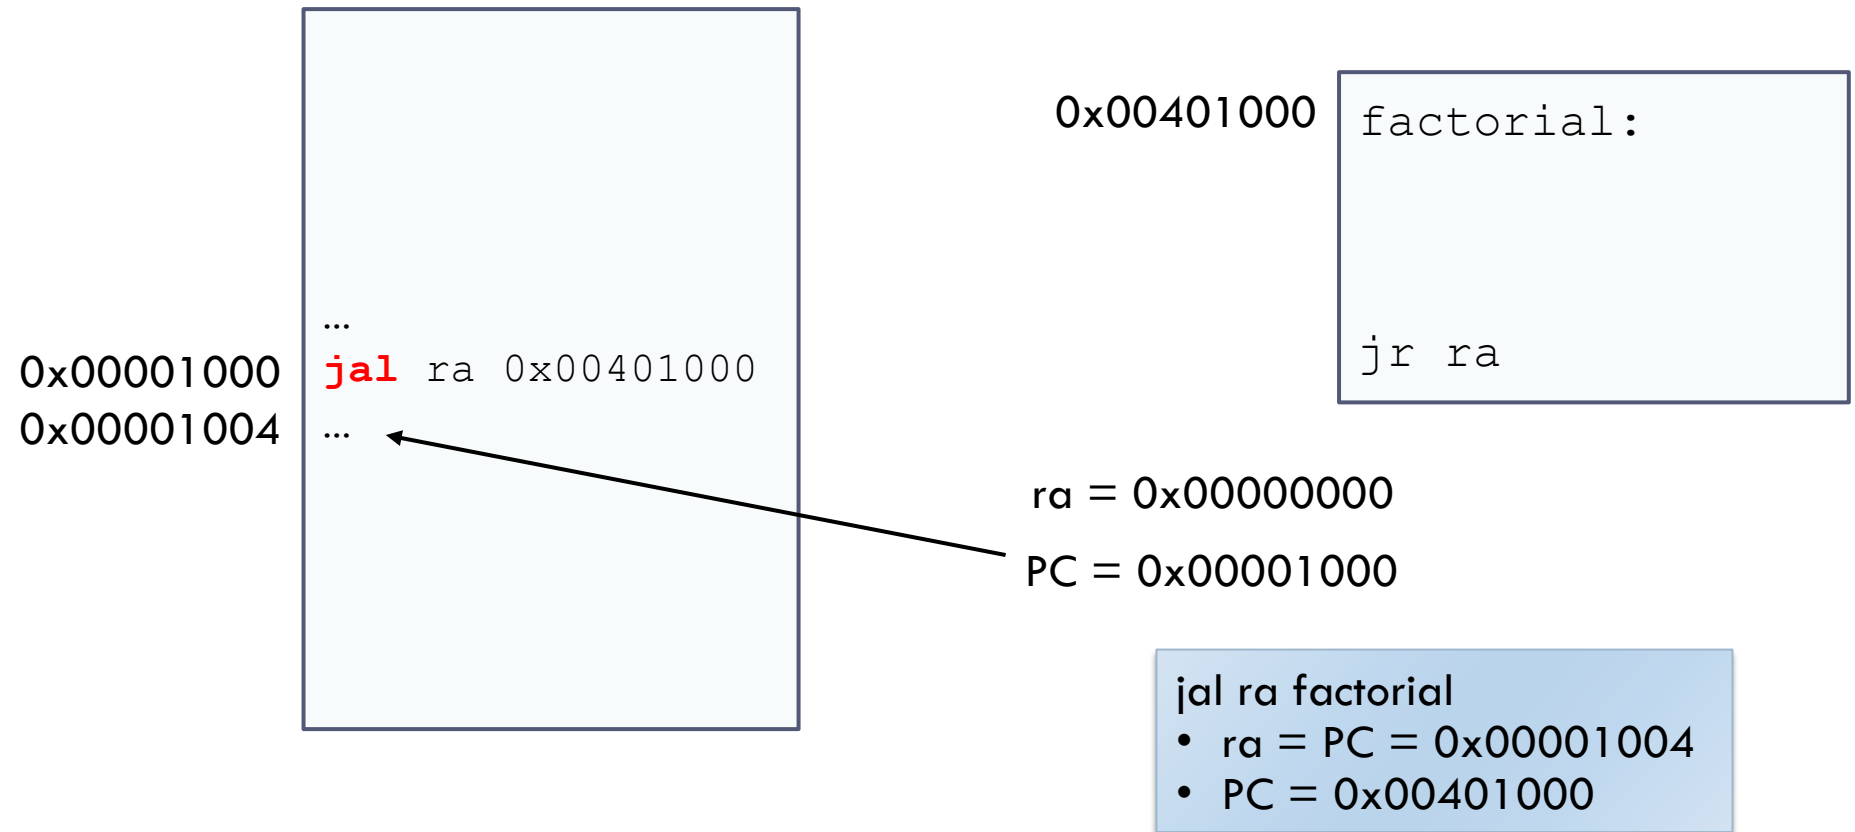 …
0x00001000 jal ra 0x00401000
0x00001004 …
0x00401000 factorial:
jr ra
ra = 0x00000000
PC = 0x00001000
jal ra factorial
• ra = PC = 0x00001004
• PC = 0x00401000